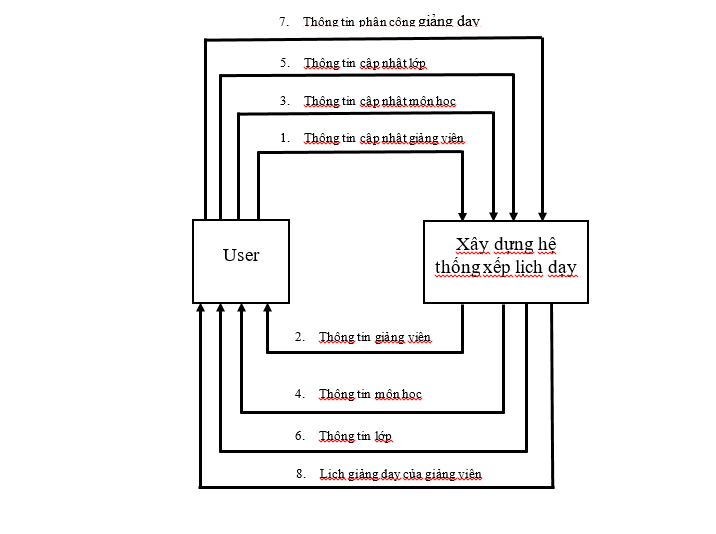 7. Thông tin phân công giảng dạy
5. Thông tin cập nhật lớp
3. Thông tin cập nhật môn học
1. Thông tin cập nhật giảng viên
User
Xây dựng hệ
thống xếp lịch dạy
2. Thông tin giảng viên
4. Thông tin môn học
6. Thông tin lớp
8. Lịch giảng dạy của giảng viên